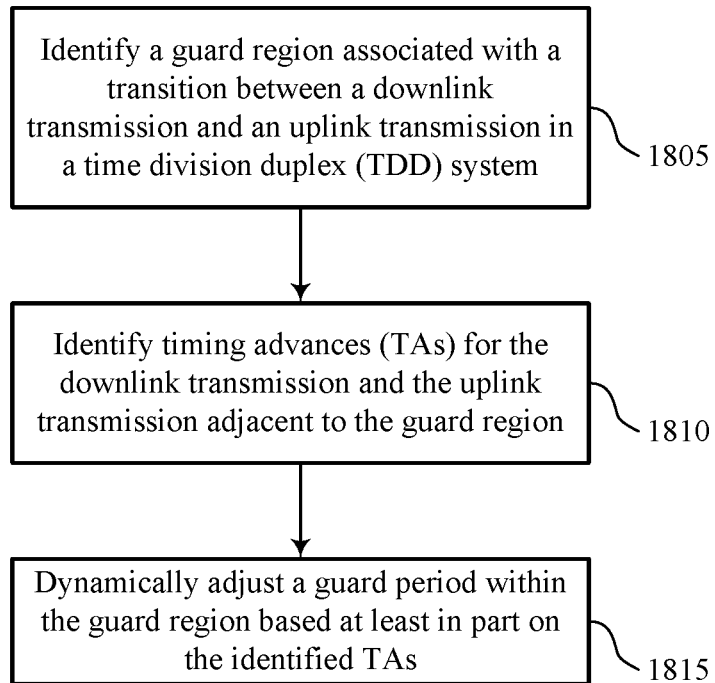 Identify a guard region associated with a
transition between a downlink
transmission and an uplink transmission in
a time division duplex (TDD) system
1805
Identify timing advances (TAs) for the
downlink transmission and the uplink
transmission adjacent to the guard region
1810
Dynamically adjust a guard period within
the guard region based at least in part on
the identified TAs
1815